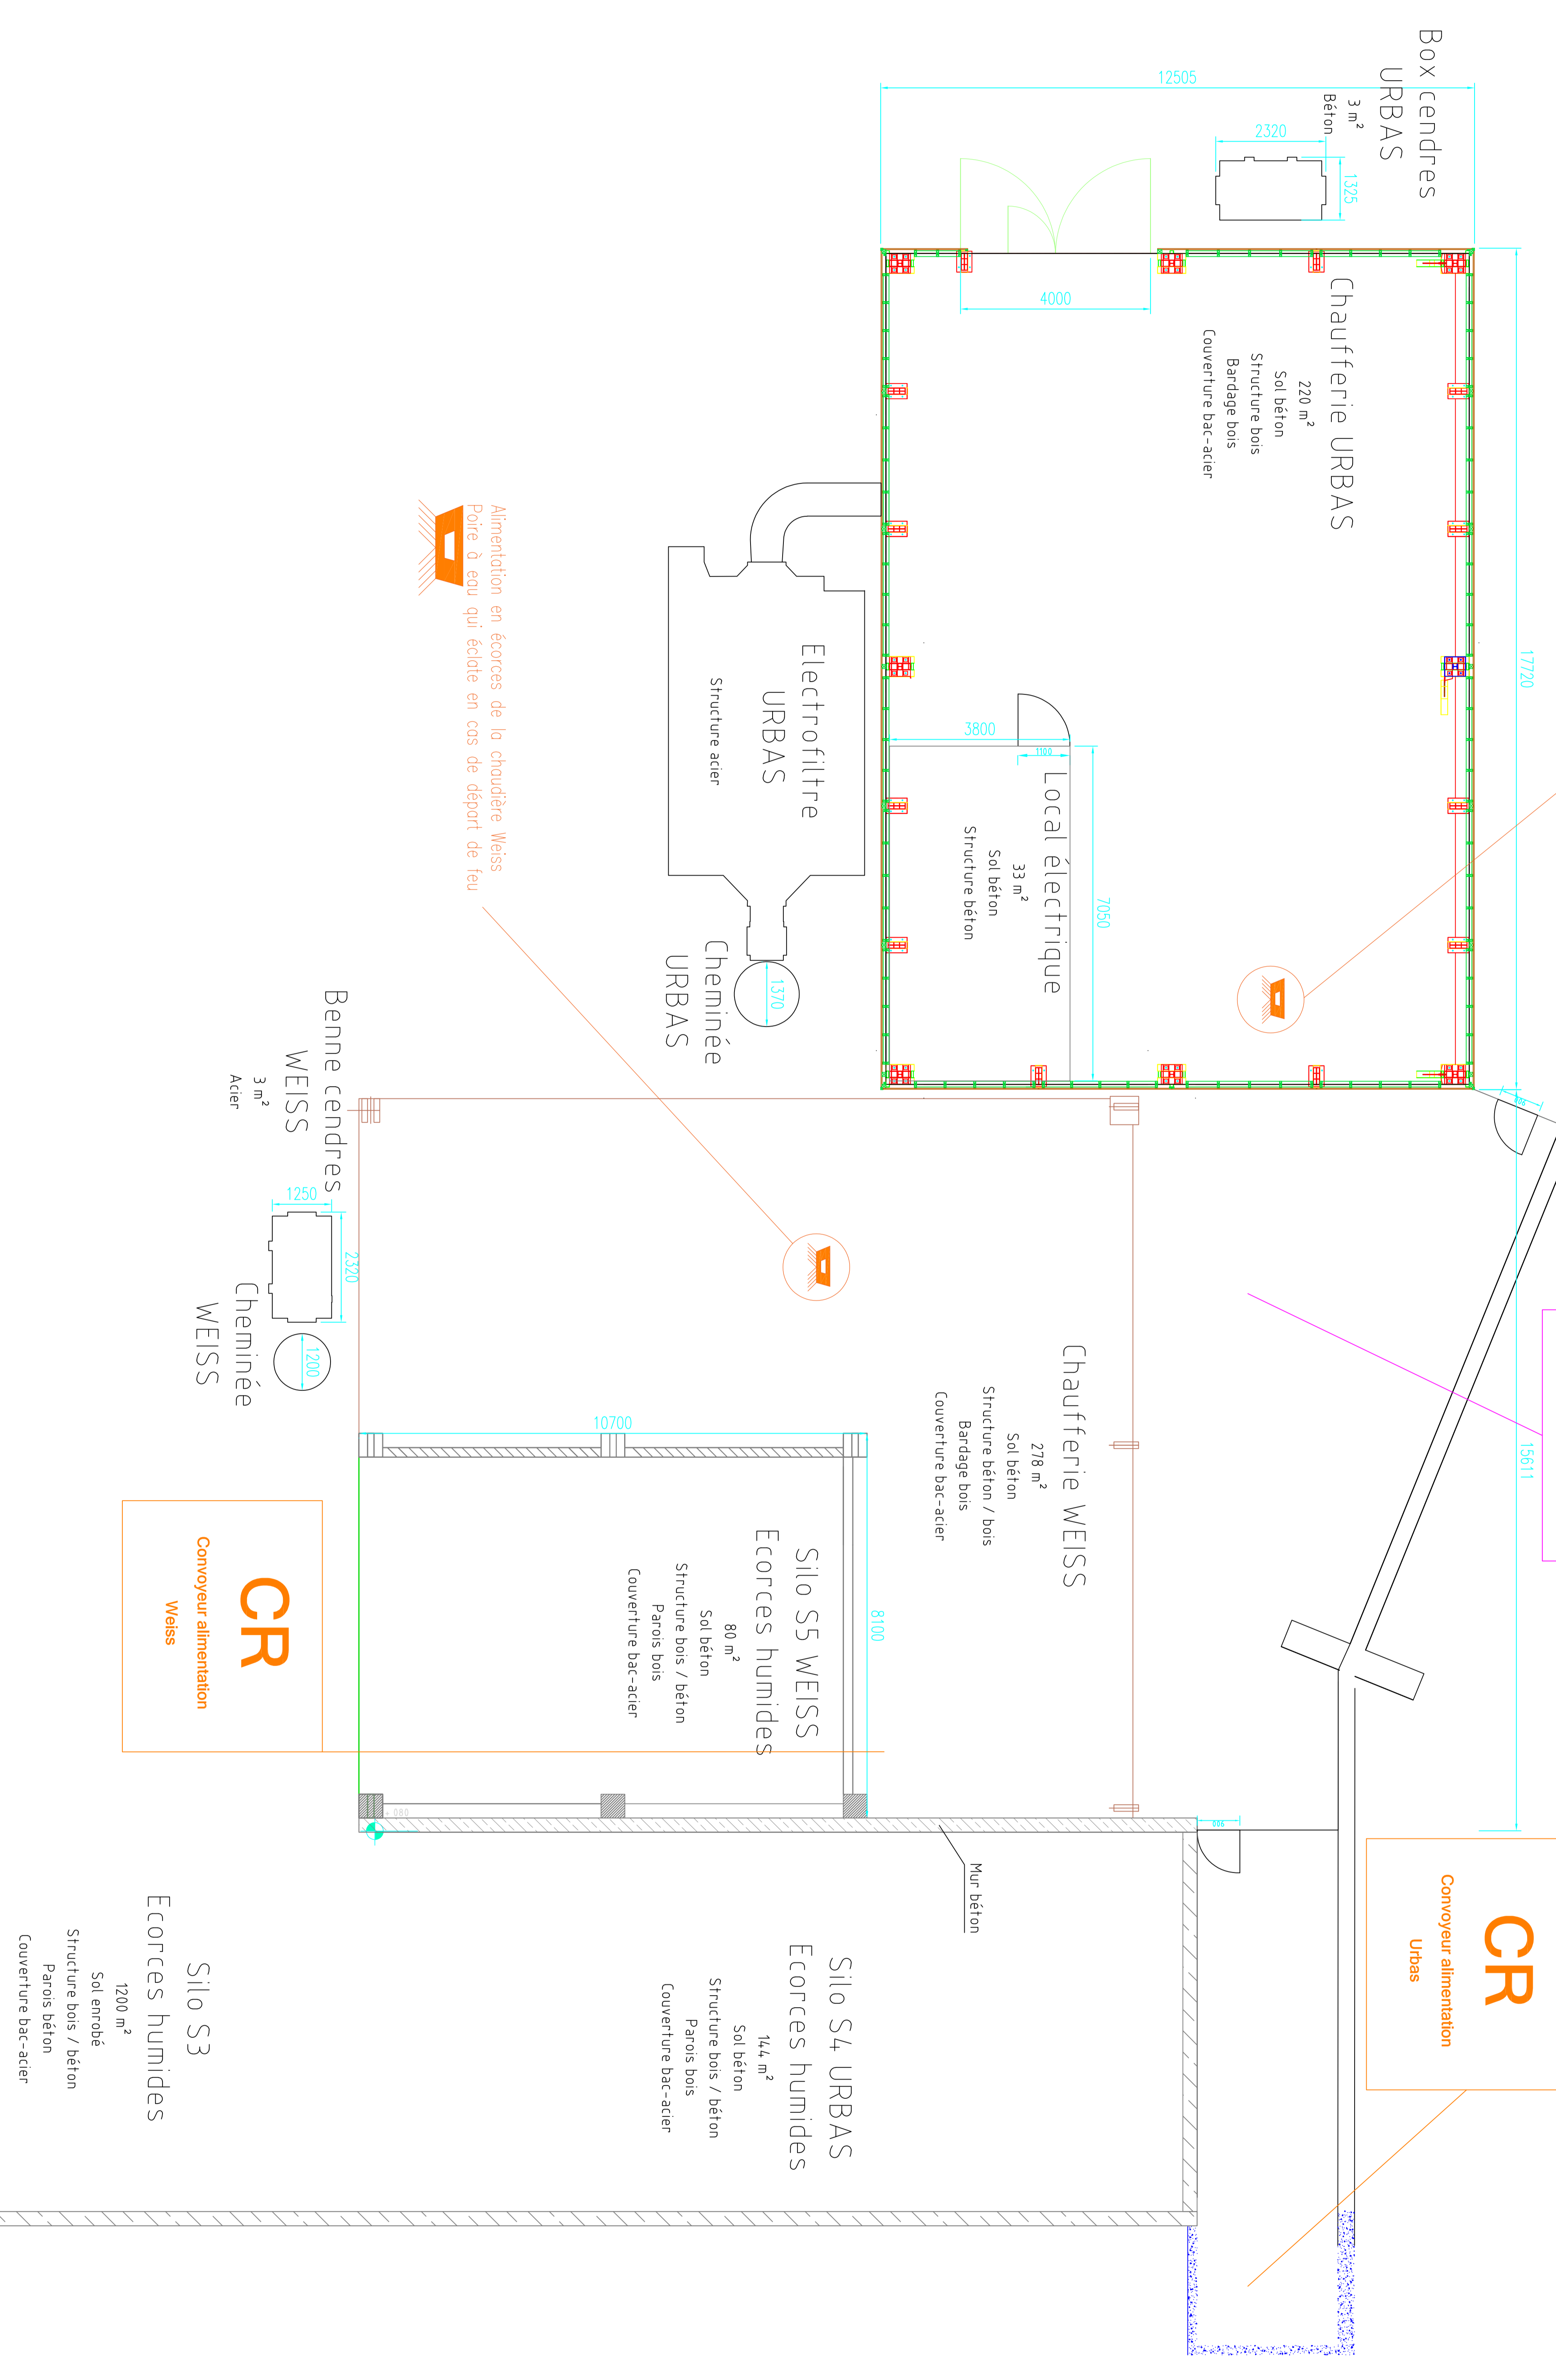 Box cendres
URBAS
3 m²
Béton
12505
2320
1325
4000
17720
Chaufferie URBAS
220 m²
Sol béton
Structure bois
Bardage bois
Couverture bac-acier
Alimentation en écorces de la chaudière Weiss
Poire à eau qui éclate en cas de départ de feu
Electrofiltre
URBAS
Structure acier
3800
1100
7050
Local électrique
33 m²
Sol béton
Structure béton
Cheminée
URBAS
1370
Benne cendres
WEISS
3 m²
Acier
1250
2320
Cheminée
WEISS
1200
900
15611
Chaufferie WEISS
278 m²
Sol béton
Structure béton / bois
Bardage bois
Couverture bac-acier
10700
8100
Silo S5 WEISS
Ecorces humides
80 m²
Sol béton
Structure bois / béton
Parois bois
Couverture bac-acier
CR
Convoyeur alimentation
Weiss
900
Mur béton
CR
Convoyeur alimentation
Urbas
Silo S4 URBAS
Ecorces humides
144 m²
Sol béton
Structure bois / béton
Parois bois
Couverture bac-acier
Silo S3
Ecorces humides
1200 m²
Sol enrobé
Structure bois / béton
Parois béton
Couverture bac-acier